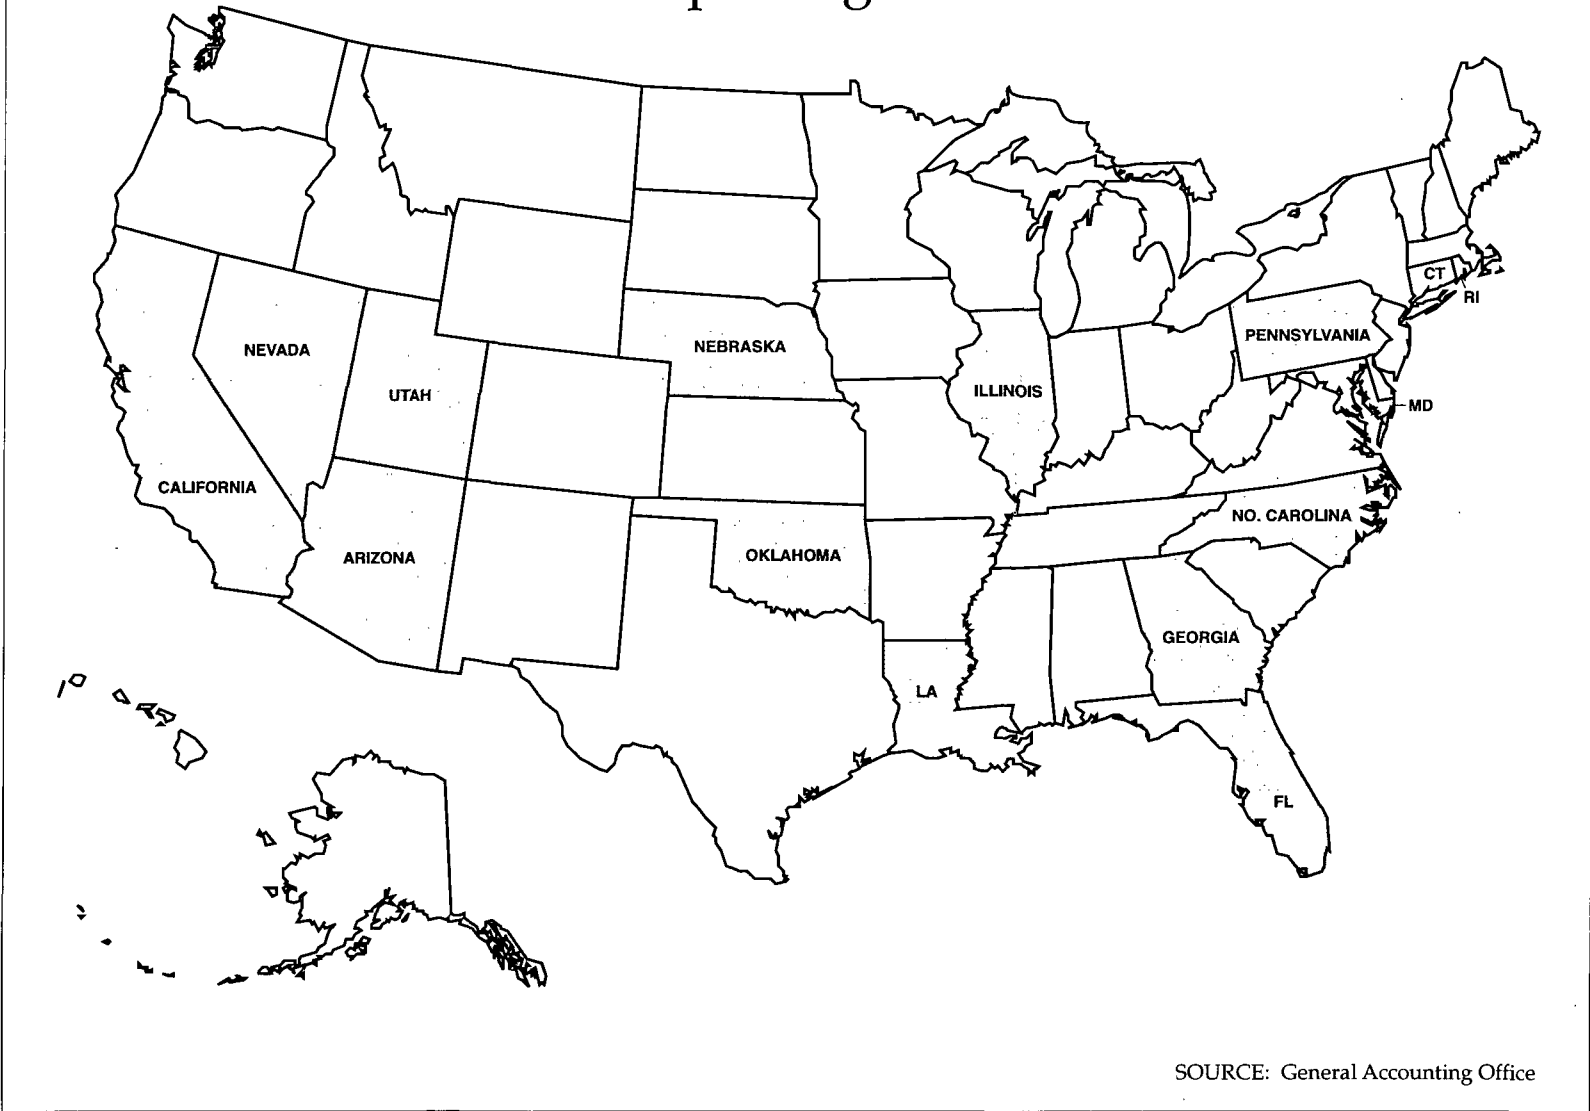 CT
RI
PENNSYLVANIA
NEVADA
NEBRASKA
UTAH
ILLINOIS
MD
CALIFORNIA
NO. CAROLINA
ARIZONA
OKLAHOMA
GEORGIA
LA
FL
SOURCE: General Accounting Office